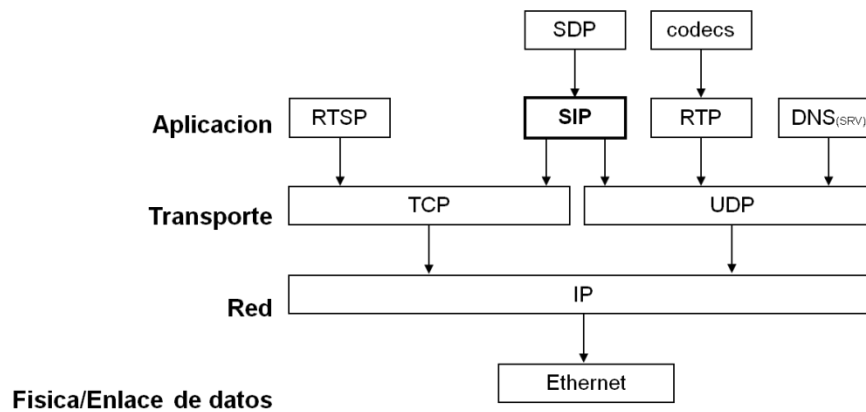 SDP codecs
Aplicacion RTSP SIP RTP DNS(SRV)
Transporte TCP UDP
Red IP
Fisica/Enlace de datos Ethernet